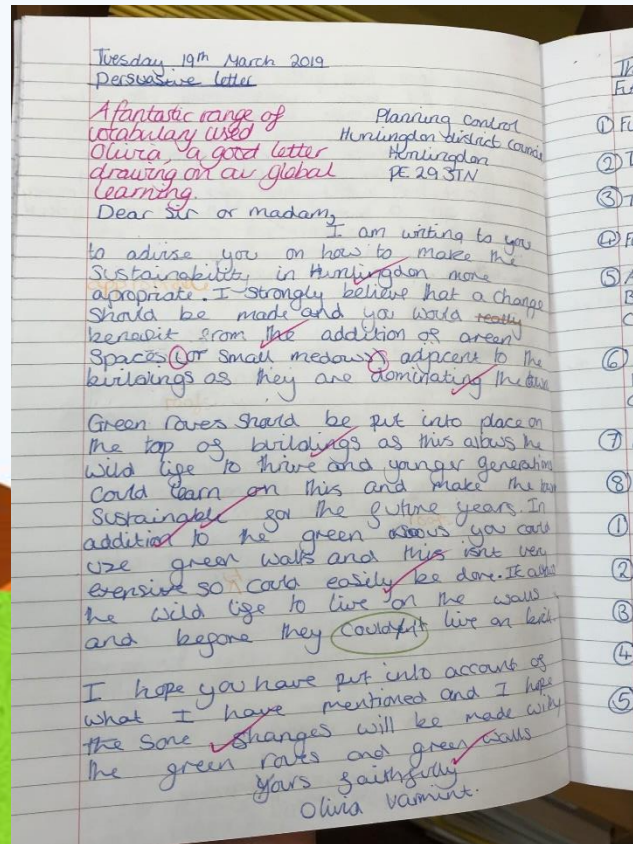 Tuesday 19th March 2019
Persuasive letter
A fantastic range of
vocabulary used
Olivia, a good letter
drawing on our global
learning.
Planning control
Huntingdon district council
Huntingdon
PE 29 3TN
Dear Sir or madam,
I am writing to you
to advise you on how to make the
Sustainability in Huntingdon more
apropriate. I strongly believe that a change
should be made and you would really
benefit from the addition of green
spaces (or small medows) adjacent to the
buildings as they are dominating the town
Green roves should be put into place on
the top of buildings as this allows the
wild life to thrive and younger generations
could learn on this and make the town
Sustainable for the future years. In
addition to the green you could
use green walls and this isnt very
exensive so could easily be done. It allows
he wild life to live on the walls
and before they couldn't live on brick.
I hope you have put into account of
what I have mentioned and I hope
the some changes will be made with
the green roves and green walls
Yours faithfully
Olivia Varmint.